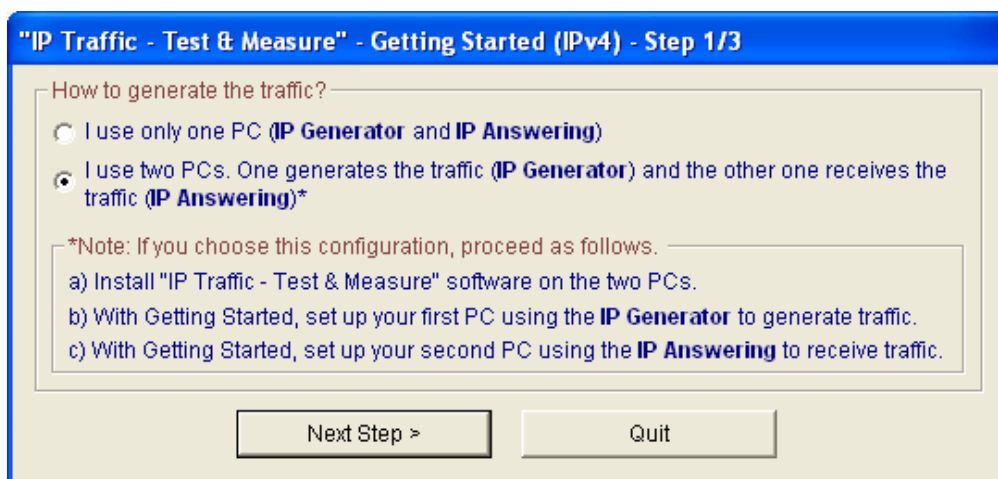 "IP Traffic - Test & Measure" - Getting Started (IPv4) - Step 1/3
How to generate the traffic?
I use only one PC (IP Generator and IP Answering)
I use two PCs. One generates the traffic (IP Generator) and the other one receives the
traffic (IP Answering)*
*Note: If you choose this configuration, proceed as follows.
a) Install "IP Traffic - Test & Measure" software on the two PCs.
b) With Getting Started, set up your first PC using the IP Generator to generate traffic.
c) With Getting Started, set up your second PC using the IP Answering to receive traffic.
Next Step >
Quit